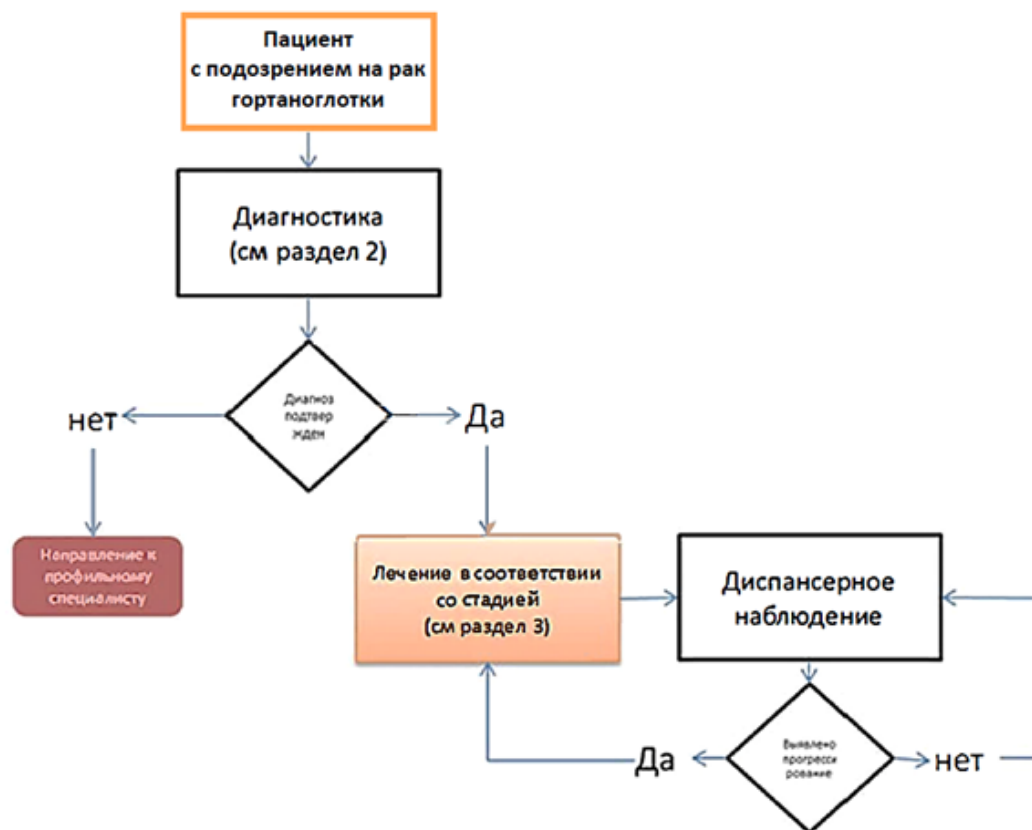 Пациент
с подозрением на рак
гортаноглотки
Диагностика
(см раздел 2)
Диагноз
подтвер
жден
нет
Да
Направление к
профильному
специалисту
Лечение в соответствии
со стадией
(см раздел 3)
Диспансерное
наблюдение
Выявлено
прогресси
рование
Да
нет